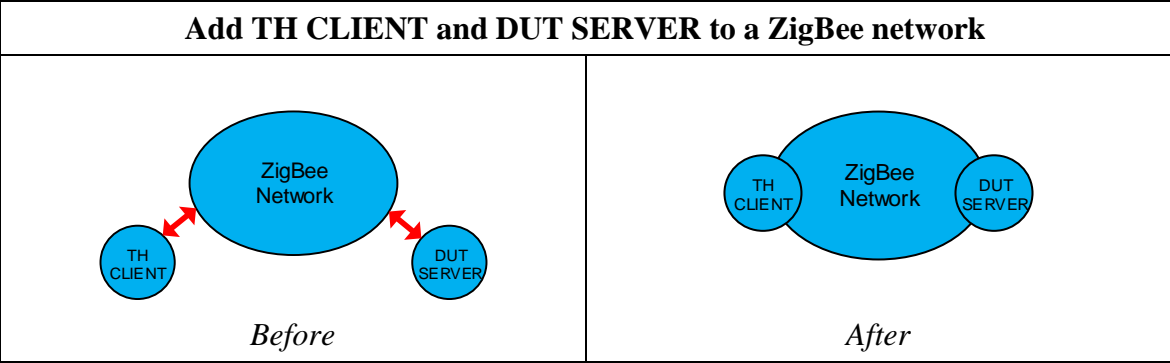 Add TH CLIENT and DUT SERVER to a ZigBee network
ZigBee
Network
TH
CLIENT
DUT
SERVER
Before
ZigBee
Network
TH
CLIENT
DUT
SERVER
After